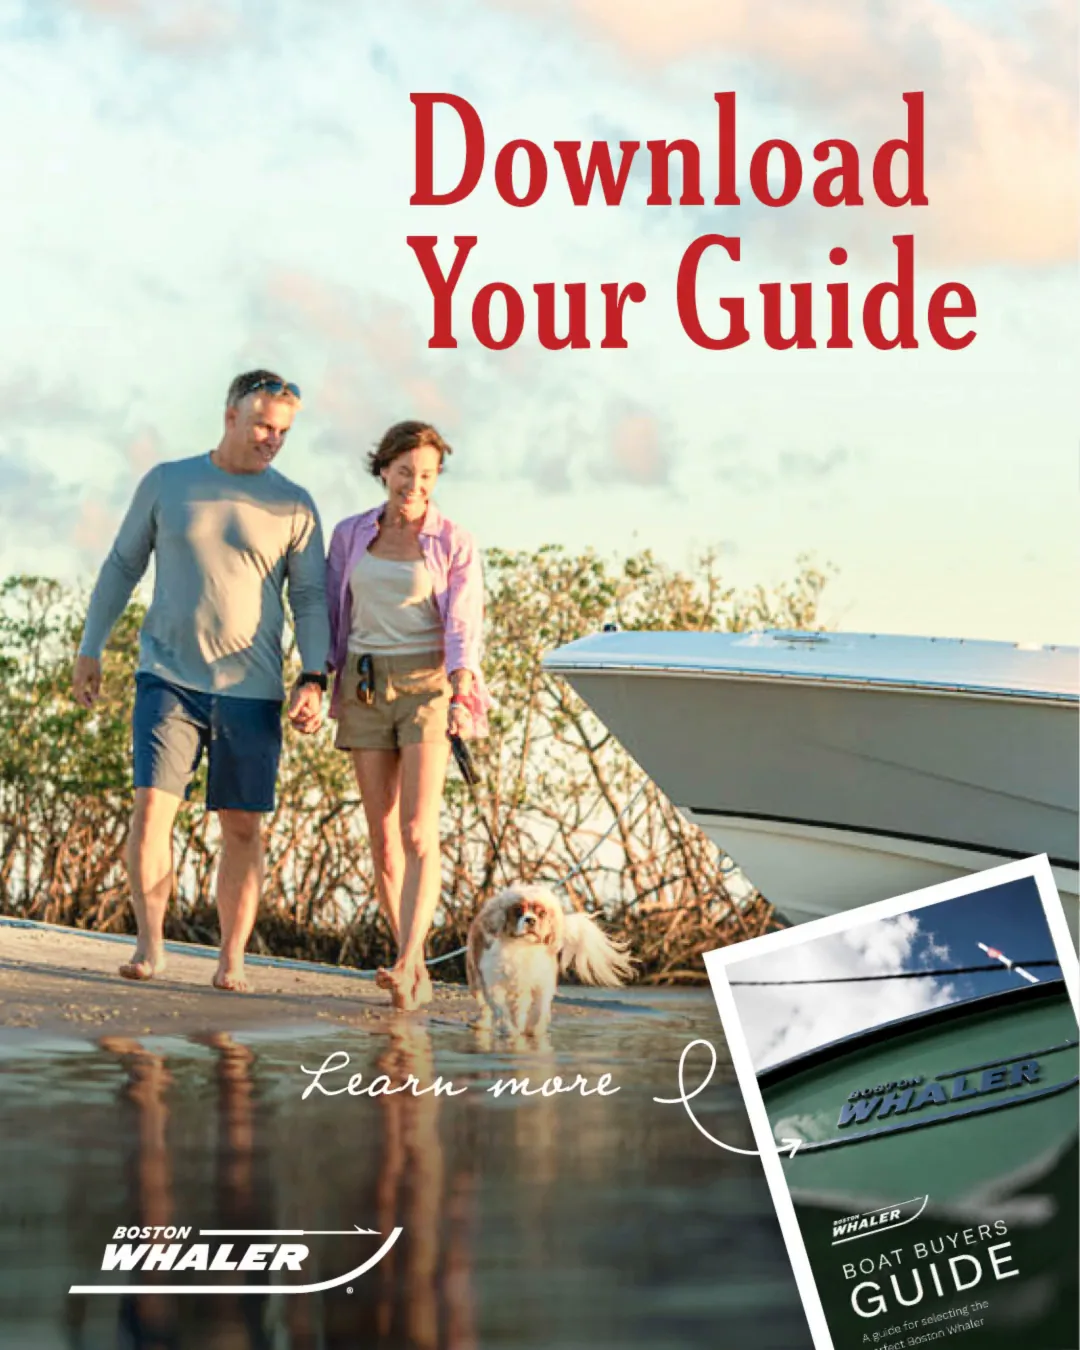 Download
Your Guide
Learn more
BOSTON
WHALER
BOSTON
WHALER
®
BOSTON
WHALER
BOAT BUYERS
GUIDE
A guide for selecting the
Boston Whaler